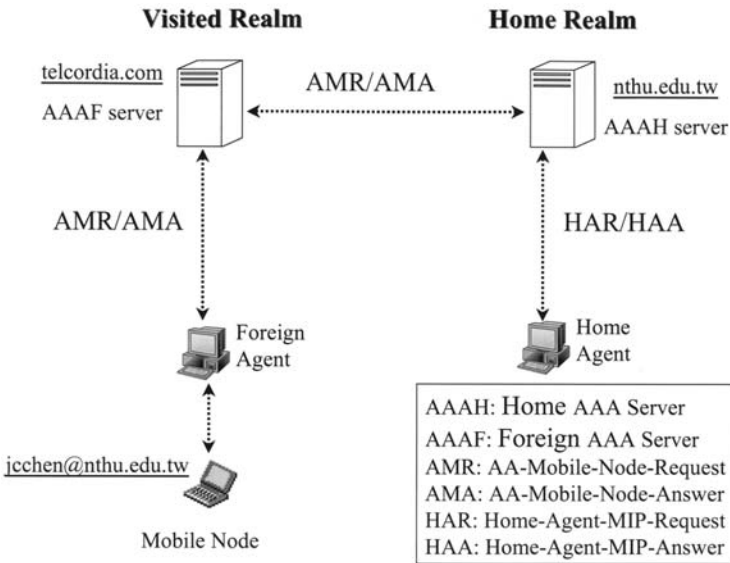 Visited Realm
Home Realm
telcordia.com
AAAF server
AMR/AMA
nthu.edu.tw
AAAH server
AMR/AMA
HAR/HAA
Foreign
Agent
Home
Agent
jcchen@nthu.edu.tw
Mobile Node
AAAH: Home AAA Server
AAAF: Foreign AAA Server
AMR: AA-Mobile-Node-Request
AMA: AA-Mobile-Node-Answer
HAR: Home-Agent-MIP-Request
HAA: Home-Agent-MIP-Answer